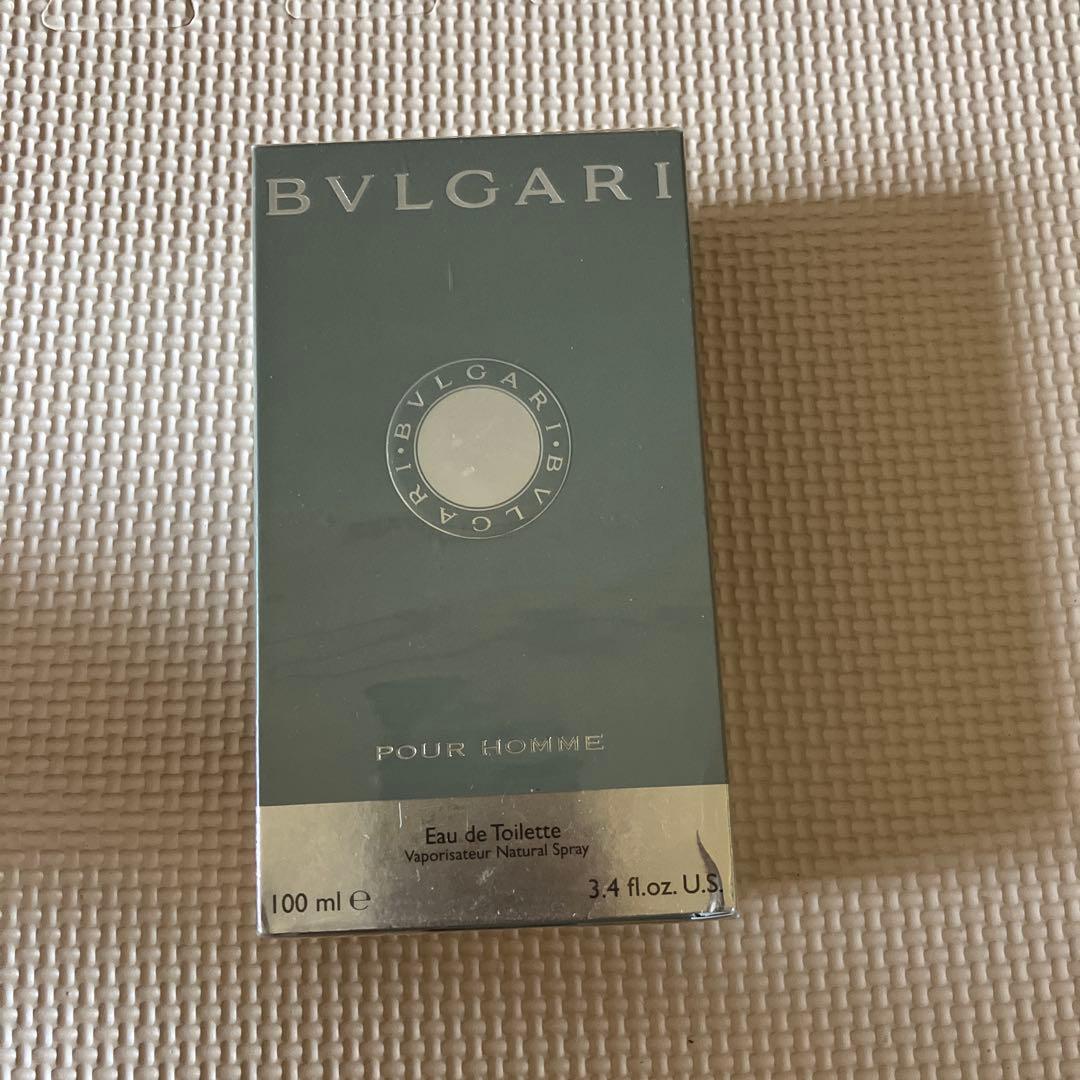 BVLGARI
BVLGARI · BVLGARI ·
POUR HOMME
Eau de Toilette
Vaporisateur Natural Spray
100 ml ℮
3.4 fl.oz. U.S.